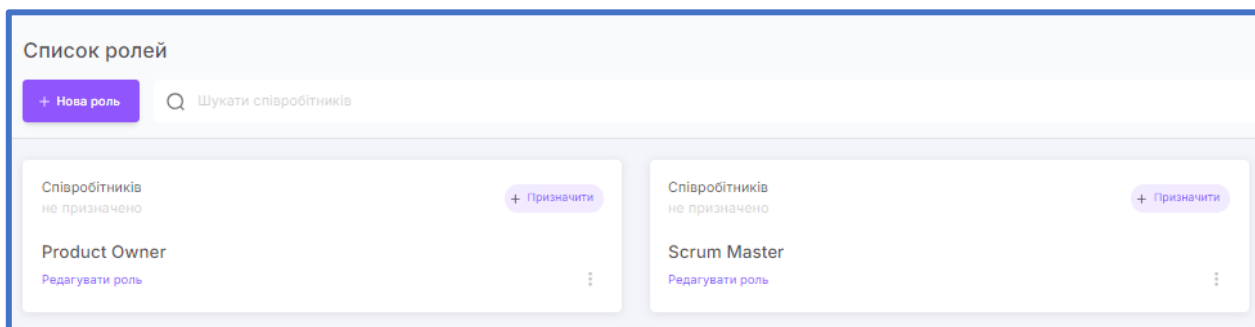 Список ролей
+ Нова роль
Шукати співробітників
Співробітників
не призначено
+ Призначити
Product Owner
Редагувати роль
Співробітників
не призначено
+ Призначити
Scrum Master
Редагувати роль